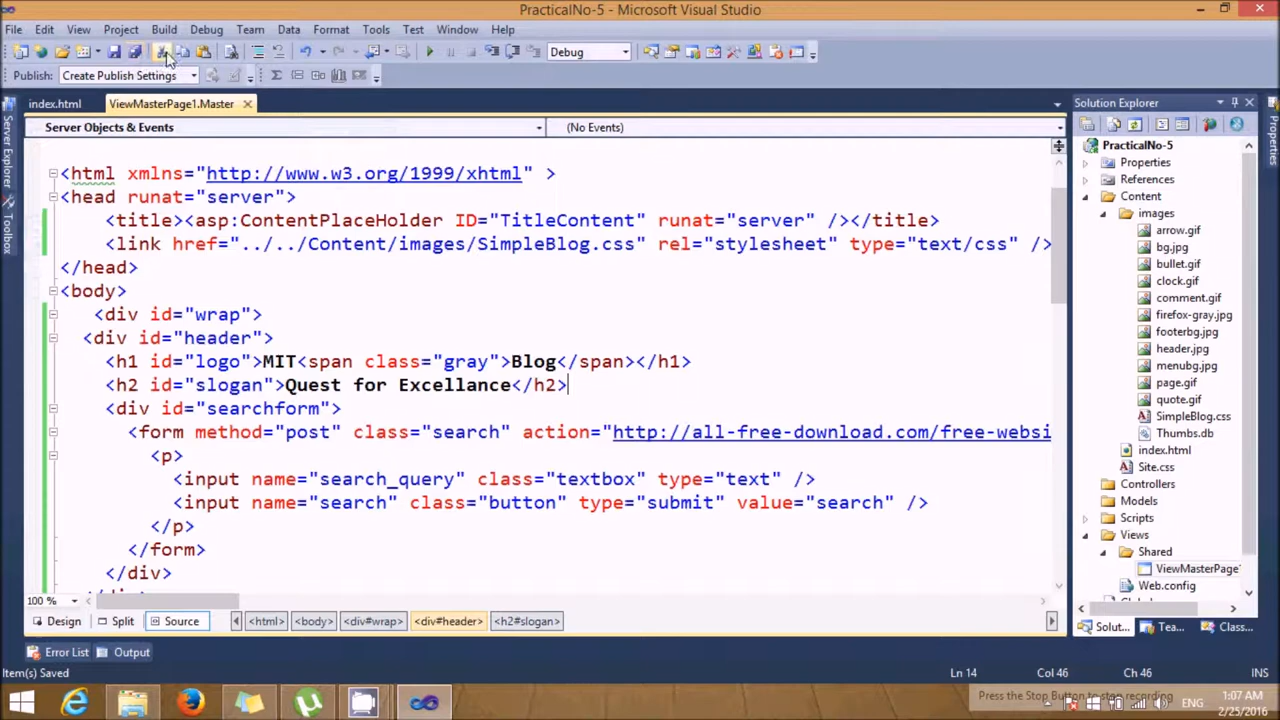 PracticalNo-5 - Microsoft Visual Studio
File Edit View Project Build Debug Team Data Format Tools Test Window Help
Debug
Publish: Create Publish Settings
index.html ViewMasterPage1.Master
Server Objects & Events (No Events)
<html xmlns="http://www.w3.org/1999/xhtml" >
<head runat="server">
<title><asp:ContentPlaceHolder ID="TitleContent" runat="server" /></title>
<link href="../../Content/images/SimpleBlog.css" rel="stylesheet" type="text/css" />
</head>
<body>
<div id="wrap">
<div id="header">
<h1 id="logo">MIT<span class="gray">Blog</span></h1>
<h2 id="slogan">Quest for Excellance</h2>
<div id="searchform">
<form method="post" class="search" action="http://all-free-download.com/free-websi
<p>
<input name="search_query" class="textbox" type="text" />
<input name="search" class="button" type="submit" value="search" />
</p>
</form>
</div>
100 %
Design Split Source <html> <body> <div#wrap> <div#header> <h2#slogan>
Error List Output
Item(s) Saved Ln 14 Col 46 Ch 46 INS
Server Explorer
Toolbox
Solution Explorer
PracticalNo-5
Properties
References
Content
images
arrow.gif
bg.jpg
bullet.gif
clock.gif
comment.gif
firefox-gray.jpg
footerbg.jpg
header.jpg
menubg.jpg
page.gif
quote.gif
SimpleBlog.css
Thumbs.db
index.html
Site.css
Controllers
Models
Scripts
Views
Shared
ViewMasterPage
Web.config
Solut... Tea... Class...
Properties
Press the Stop Button to stop recording
ENG
1:07 AM
2/25/2016